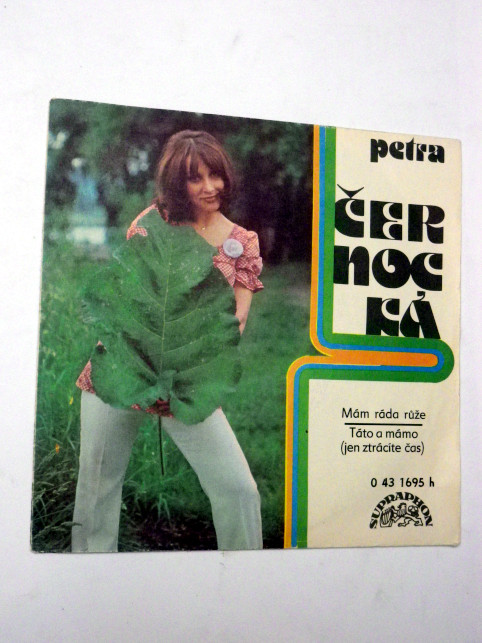 petra
ČER
NOC
KÁ
Mám ráda růže
Táto a mámo
(jen ztrácíte čas)
0 43 1695 h
SUPRAPHON